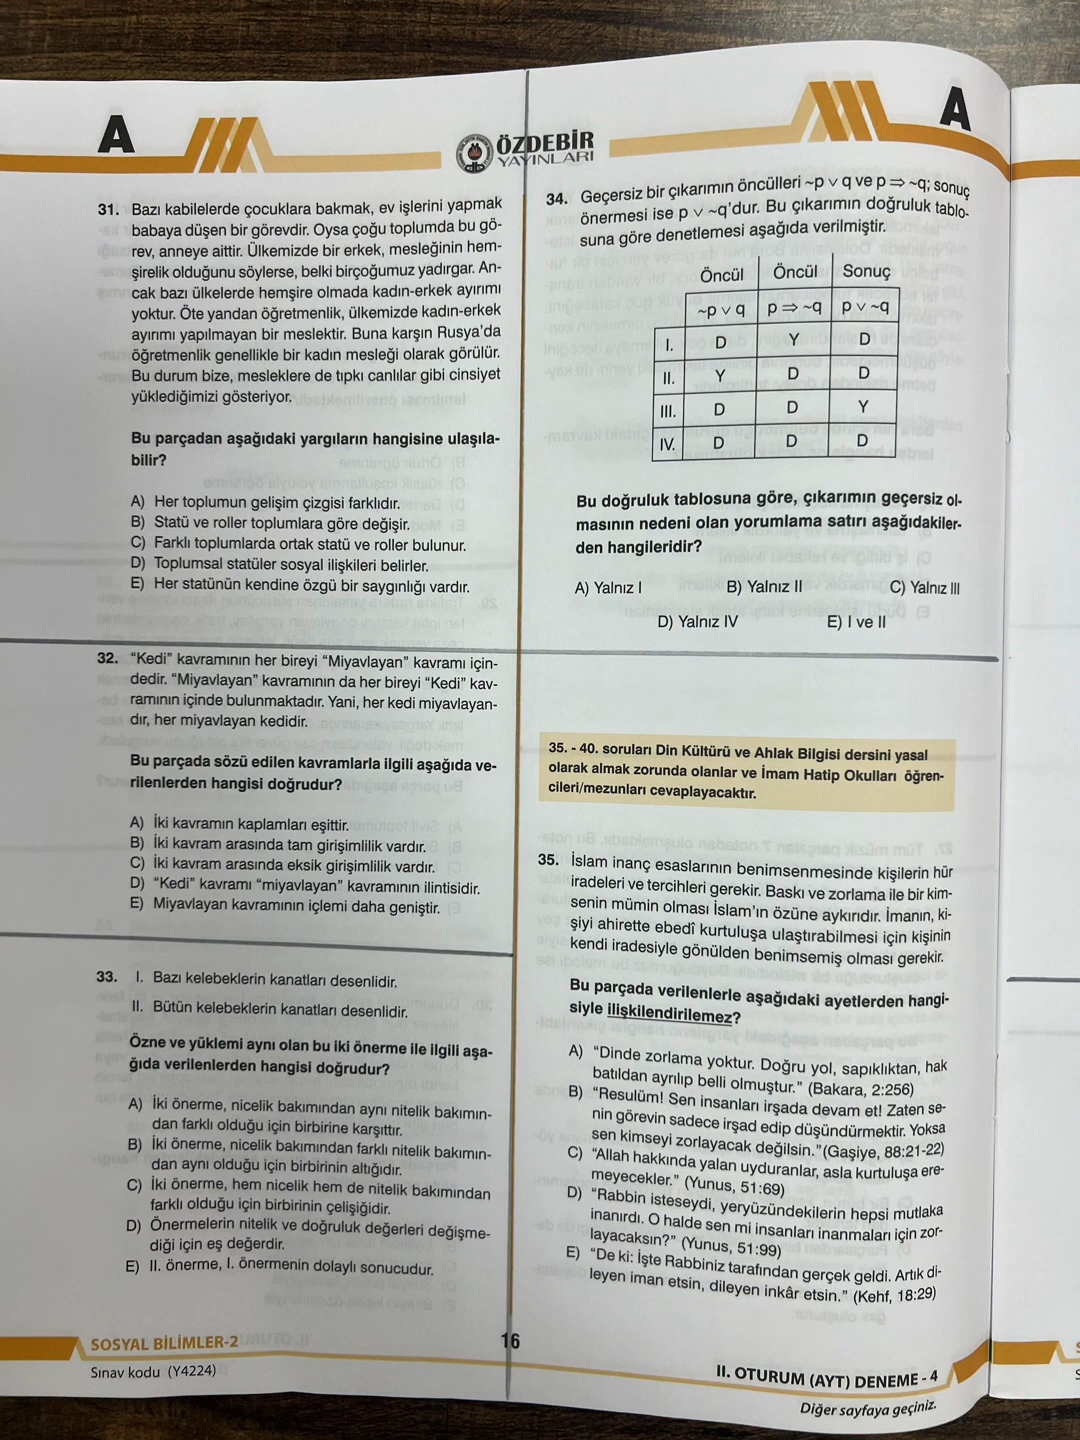 A
ÖZDEBİR
YAYINLARI
A
31. Bazı kabilelerde çocuklara bakmak, ev işlerini yapmak
babaya düşen bir görevdir. Oysa çoğu toplumda bu gö-
rev, anneye aittir. Ülkemizde bir erkek, mesleğinin hem-
şirelik olduğunu söylerse, belki birçoğumuz yadırgar. An-
cak bazı ülkelerde hemşire olmada kadın-erkek ayırımı
yoktur. Öte yandan öğretmenlik, ülkemizde kadın-erkek
ayırımı yapılmayan bir meslektir. Buna karşın Rusya'da
öğretmenlik genellikle bir kadın mesleği olarak görülür.
Bu durum bize, mesleklere de tıpkı canlılar gibi cinsiyet
yüklediğimizi gösteriyor.
Bu parçadan aşağıdaki yargıların hangisine ulaşıla-
bilir?
A) Her toplumun gelişim çizgisi farklıdır.
B) Statü ve roller toplumlara göre değişir.
C) Farklı toplumlarda ortak statü ve roller bulunur.
D) Toplumsal statüler sosyal ilişkileri belirler.
E) Her statünün kendine özgü bir saygınlığı vardır.
32. “Kedi” kavramının her bireyi “Miyavlayan” kavramı için-
dedir. “Miyavlayan” kavramının da her bireyi “Kedi” kav-
ramının içinde bulunmaktadır. Yani, her kedi miyavlayan-
dır, her miyavlayan kedidir.
Bu parçada sözü edilen kavramlarla ilgili aşağıda ve-
rilenlerden hangisi doğrudur?
A) İki kavramın kaplamları eşittir.
B) İki kavram arasında tam girişimlilik vardır.
C) İki kavram arasında eksik girişimlilik vardır.
D) “Kedi” kavramı “miyavlayan” kavramının ilintisidir.
E) Miyavlayan kavramının içlemi daha geniştir.
33. I. Bazı kelebeklerin kanatları desenlidir.
II. Bütün kelebeklerin kanatları desenlidir.
Özne ve yüklemi aynı olan bu iki önerme ile ilgili aşa-
ğıda verilenlerden hangisi doğrudur?
A) İki önerme, nicelik bakımından aynı nitelik bakımın-
dan farklı olduğu için birbirine karşıttır.
B) İki önerme, nicelik bakımından farklı nitelik bakımın-
dan aynı olduğu için birbirinin altığıdır.
C) İki önerme, hem nicelik hem de nitelik bakımından
farklı olduğu için birbirinin çelişiğidir.
D) Önermelerin nitelik ve doğruluk değerleri değişme-
diği için eş değerdir.
E) II. önerme, I. önermenin dolaylı sonucudur.
34. Geçersiz bir çıkarımın öncülleri ~p ∨ q ve p ⇒ ~q; sonuç
önermesi ise p ∨ ~q'dur. Bu çıkarımın doğruluk tablo-
suna göre denetlemesi aşağıda verilmiştir.
Öncül Öncül Sonuç
~p ∨ q p ⇒ ~q p ∨ ~q
I. D Y D
II. Y D D
III. D D Y
IV. D D D
Bu doğruluk tablosuna göre, çıkarımın geçersiz ol-
masının nedeni olan yorumlama satırı aşağıdakiler-
den hangileridir?
A) Yalnız I B) Yalnız II C) Yalnız III
D) Yalnız IV E) I ve II
35. - 40. soruları Din Kültürü ve Ahlak Bilgisi dersini yasal
olarak almak zorunda olanlar ve İmam Hatip Okulları öğren-
cileri/mezunları cevaplayacaktır.
35. İslam inanç esaslarının benimsenmesinde kişilerin hür
iradeleri ve tercihleri gerekir. Baskı ve zorlama ile bir kim-
senin mümin olması İslam'ın özüne aykırıdır. İmanın, ki-
şiyi ahirette ebedî kurtuluşa ulaştırabilmesi için kişinin
kendi iradesiyle gönülden benimsemiş olması gerekir.
Bu parçada verilenlerle aşağıdaki ayetlerden hangi-
siyle ilişkilendirilemez?
A) “Dinde zorlama yoktur. Doğru yol, sapıklıktan, hak
batıldan ayrılıp belli olmuştur.” (Bakara, 2:256)
B) “Resulüm! Sen insanları irşada devam et! Zaten se-
nin görevin sadece irşad edip düşündürmektir. Yoksa
sen kimseyi zorlayacak değilsin.”(Gaşiye, 88:21-22)
C) “Allah hakkında yalan uyduranlar, asla kurtuluşa ere-
meyecekler.” (Yunus, 51:69)
D) “Rabbin isteseydi, yeryüzündekilerin hepsi mutlaka
inanırdı. O halde sen mi insanları inanmaları için zor-
layacaksın?” (Yunus, 51:99)
E) “De ki: İşte Rabbiniz tarafından gerçek geldi. Artık di-
leyen iman etsin, dileyen inkâr etsin.” (Kehf, 18:29)
SOSYAL BİLİMLER-2
Sınav kodu (Y4224)
16
II. OTURUM (AYT) DENEME - 4
Diğer sayfaya geçiniz.